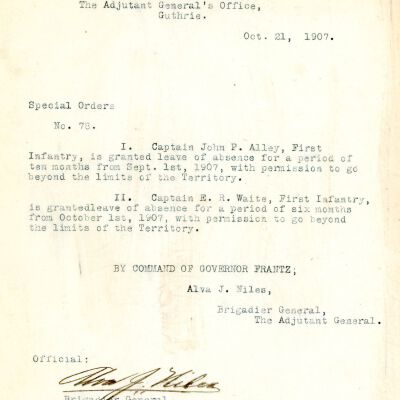 The Adjutant General's Office,
Guthrie.
Oct. 21, 1907.
Special Orders
No. 78.
I. Captain John P. Alley, First
Infantry, is granted leave of absence for a period of
ten months from Sept. 1st, 1907, with permission to go
beyond the limits of the Territory.
II. Captain E. R. Waite, First Infantry,
is grantedleave of absence for a period of six months
from October 1st, 1907, with permission to go beyond
the limits of the Territory.
BY COMMAND OF GOVERNOR FRANTZ;
Alva J. Niles,
Brigadier General,
The Adjutant General.
Official:
Alva J. Niles
Brigadier General